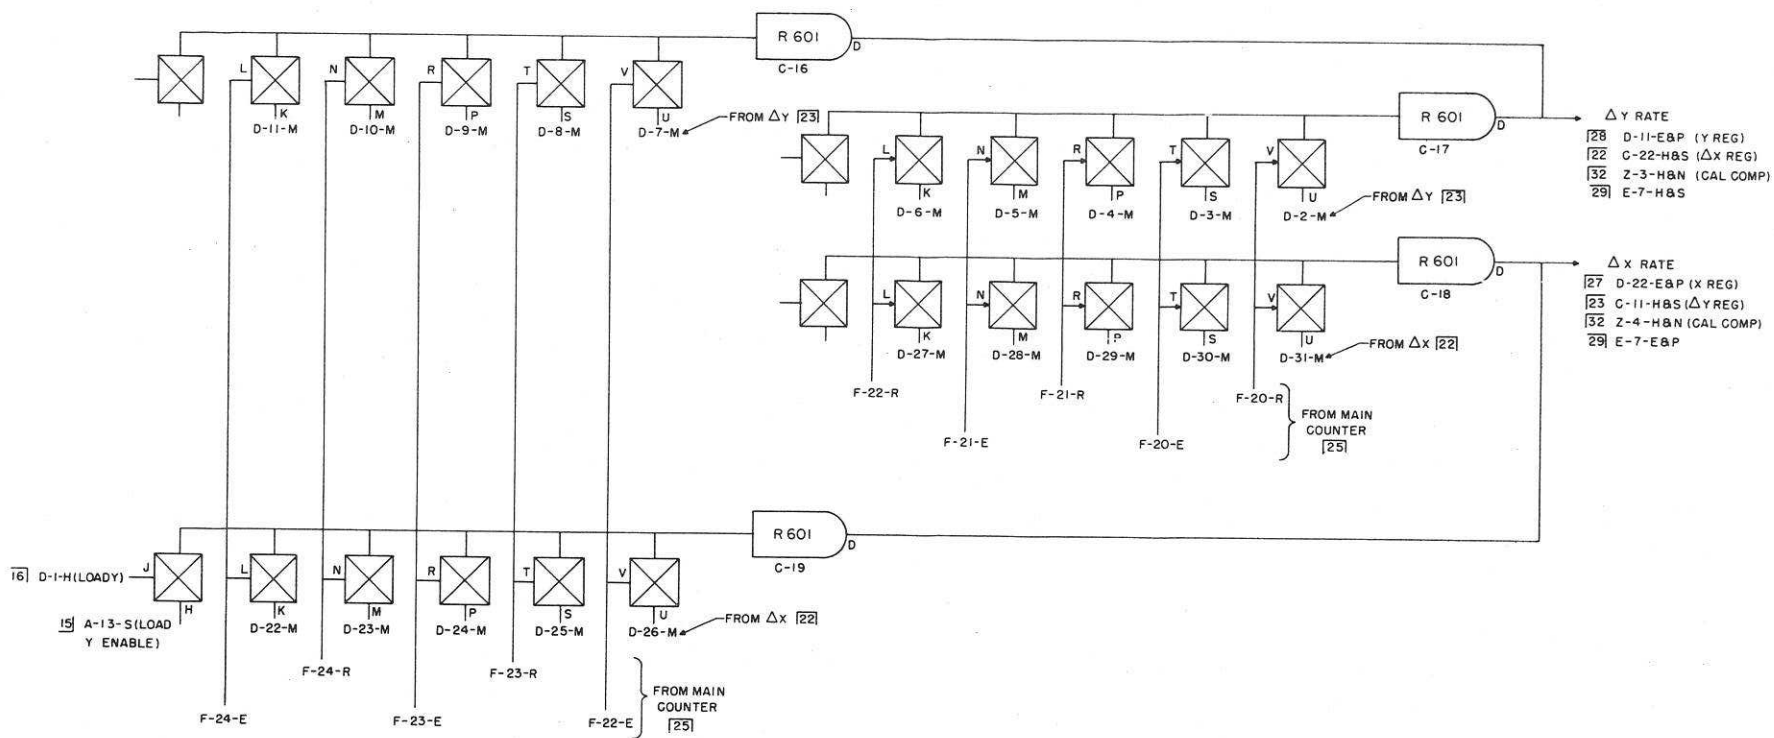 R 601
D
C-16
L N R T V
K M P S U
D-11-M D-10-M D-9-M D-8-M D-7-M
FROM ΔY 23
R 601
D
C-17
L N R T V
K M P S U
D-6-M D-5-M D-4-M D-3-M D-2-M
FROM ΔY 23
ΔY RATE
28 D-11-E&P (Y REG)
22 C-22-H&S (ΔX REG)
32 Z-3-H&N (CAL COMP)
29 E-7-H&S
R 601
D
C-18
L N R T V
K M P S U
D-27-M D-28-M D-29-M D-30-M D-31-M
FROM ΔX 22
ΔX RATE
27 D-22-E&P (X REG)
23 C-11-H&S (ΔY REG)
32 Z-4-H&N (CAL COMP)
29 E-7-E&P
F-22-R F-21-R F-20-R
F-21-E F-20-E
FROM MAIN
COUNTER
25
R 601
D
C-19
16 D-1-H (LOADY)
J L N R T V
H K M P S U
15 A-13-S (LOAD
Y ENABLE)
D-22-M D-23-M D-24-M D-25-M D-26-M
FROM ΔX 22
F-24-R F-23-R
F-24-E F-23-E F-22-E
FROM MAIN
COUNTER
25